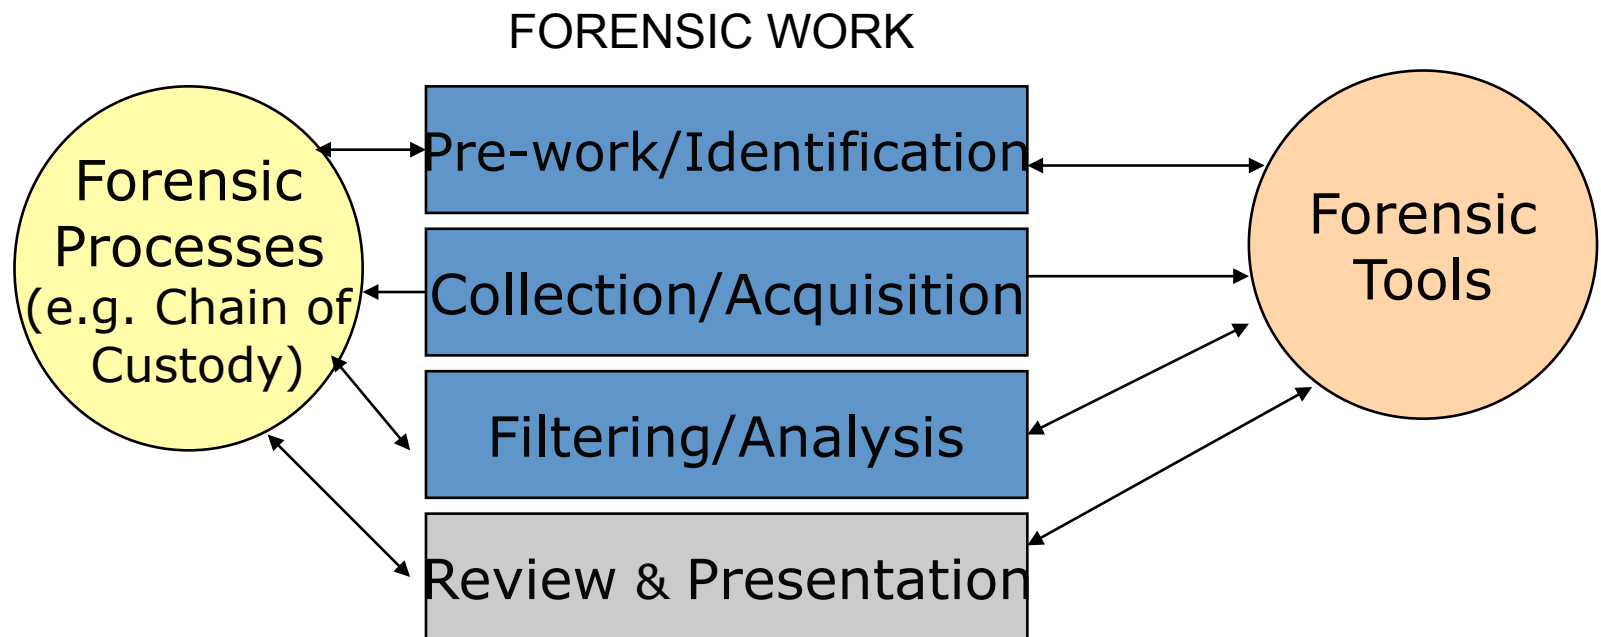 FORENSIC WORK
Forensic
Processes
(e.g. Chain of
Custody)
Pre-work/Identification
Collection/Acquisition
Filtering/Analysis
Review & Presentation
Forensic
Tools